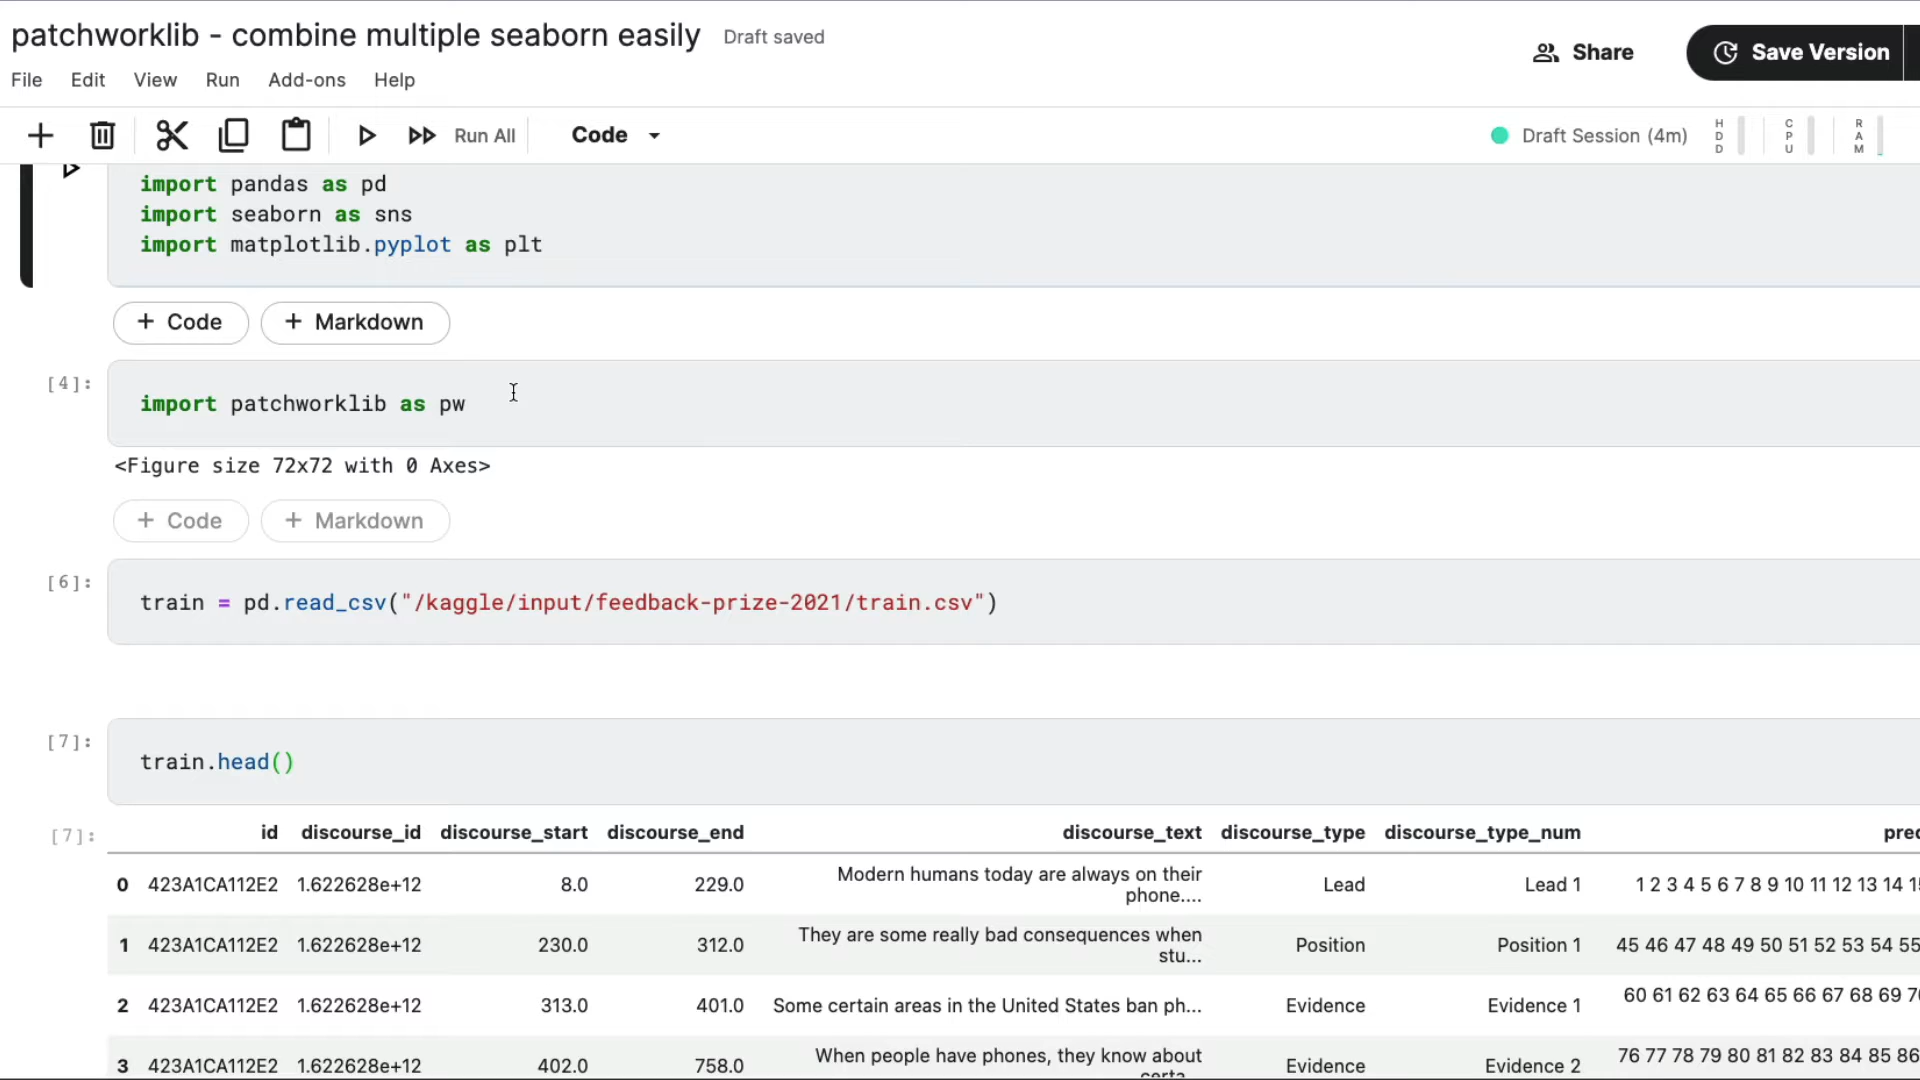 patchworklib - combine multiple seaborn easily Draft saved
Share
Save Version
File Edit View Run Add-ons Help
Run All Code
Draft Session (4m)
HDD
CPU
RAM
import pandas as pd
import seaborn as sns
import matplotlib.pyplot as plt
+ Code + Markdown
[4]:
import patchworklib as pw
<Figure size 72x72 with 0 Axes>
+ Code + Markdown
[6]:
train = pd.read_csv("/kaggle/input/feedback-prize-2021/train.csv")
[7]:
train.head()
[7]:
id discourse_id discourse_start discourse_end discourse_text discourse_type discourse_type_num
0 423A1CA112E2 1.622628e+12 8.0 229.0 Modern humans today are always on their phone.... Lead Lead 1 1 2 3 4 5 6 7 8 9 10 11 12 13 14
1 423A1CA112E2 1.622628e+12 230.0 312.0 They are some really bad consequences when stu... Position Position 1 45 46 47 48 49 50 51 52 53 54 55
2 423A1CA112E2 1.622628e+12 313.0 401.0 Some certain areas in the United States ban ph... Evidence Evidence 1 60 61 62 63 64 65 66 67 68 69
3 423A1CA112E2 1.622628e+12 402.0 758.0 When people have phones, they know about certa... Evidence Evidence 2 76 77 78 79 80 81 82 83 84 85 86